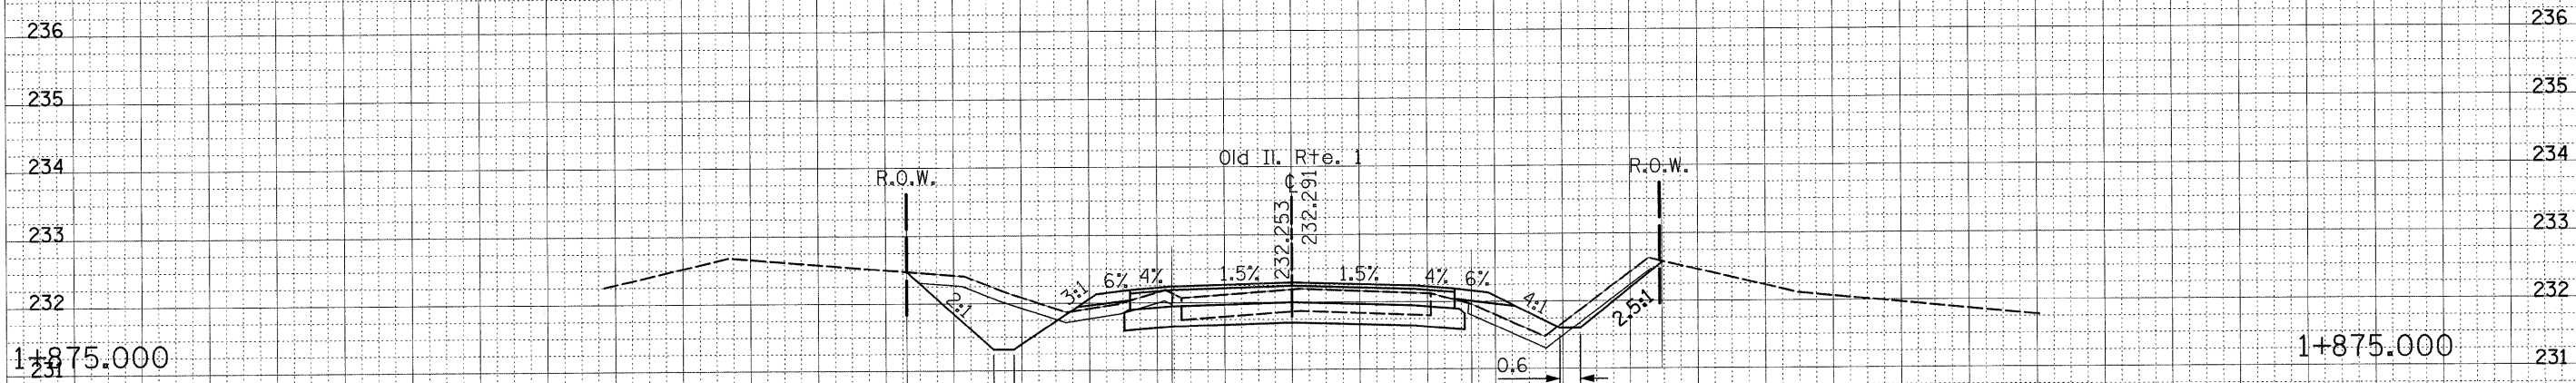 236 236
235 235
234 234
Old Il. Rte. 1
R.O.W. R.O.W.
℄
232.253
232.291
233 233
6% 4% 1.5% 1.5% 4% 6%
232 232
2:1 3:1 4:1 2.5:1
1+875.000 1+875.000
231 231
0.6